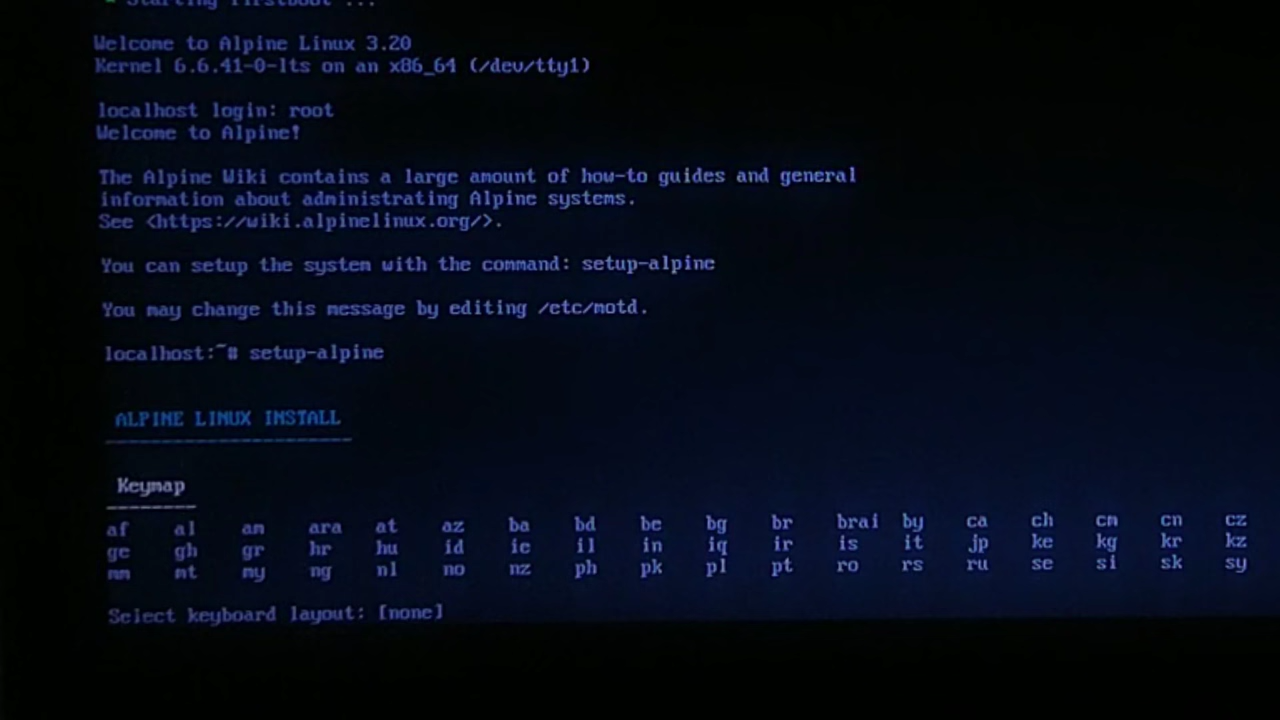 Starting firstboot ...
Welcome to Alpine Linux 3.20
Kernel 6.6.41-0-lts on an x86_64 (/dev/tty1)
localhost login: root
Welcome to Alpine!
The Alpine Wiki contains a large amount of how-to guides and general
information about administrating Alpine systems.
See <https://wiki.alpinelinux.org/>.
You can setup the system with the command: setup-alpine
You may change this message by editing /etc/motd.
localhost:~# setup-alpine
ALPINE LINUX INSTALL
Keymap
af al am ara at az ba bd be bg br brai by ca ch cm cn cz
ge gh gr hr hu id ie il in iq ir is it jp ke kg kr kz
mm mt my ng nl no nz ph pk pl pt ro rs ru se si sk sy
Select keyboard layout: [none]